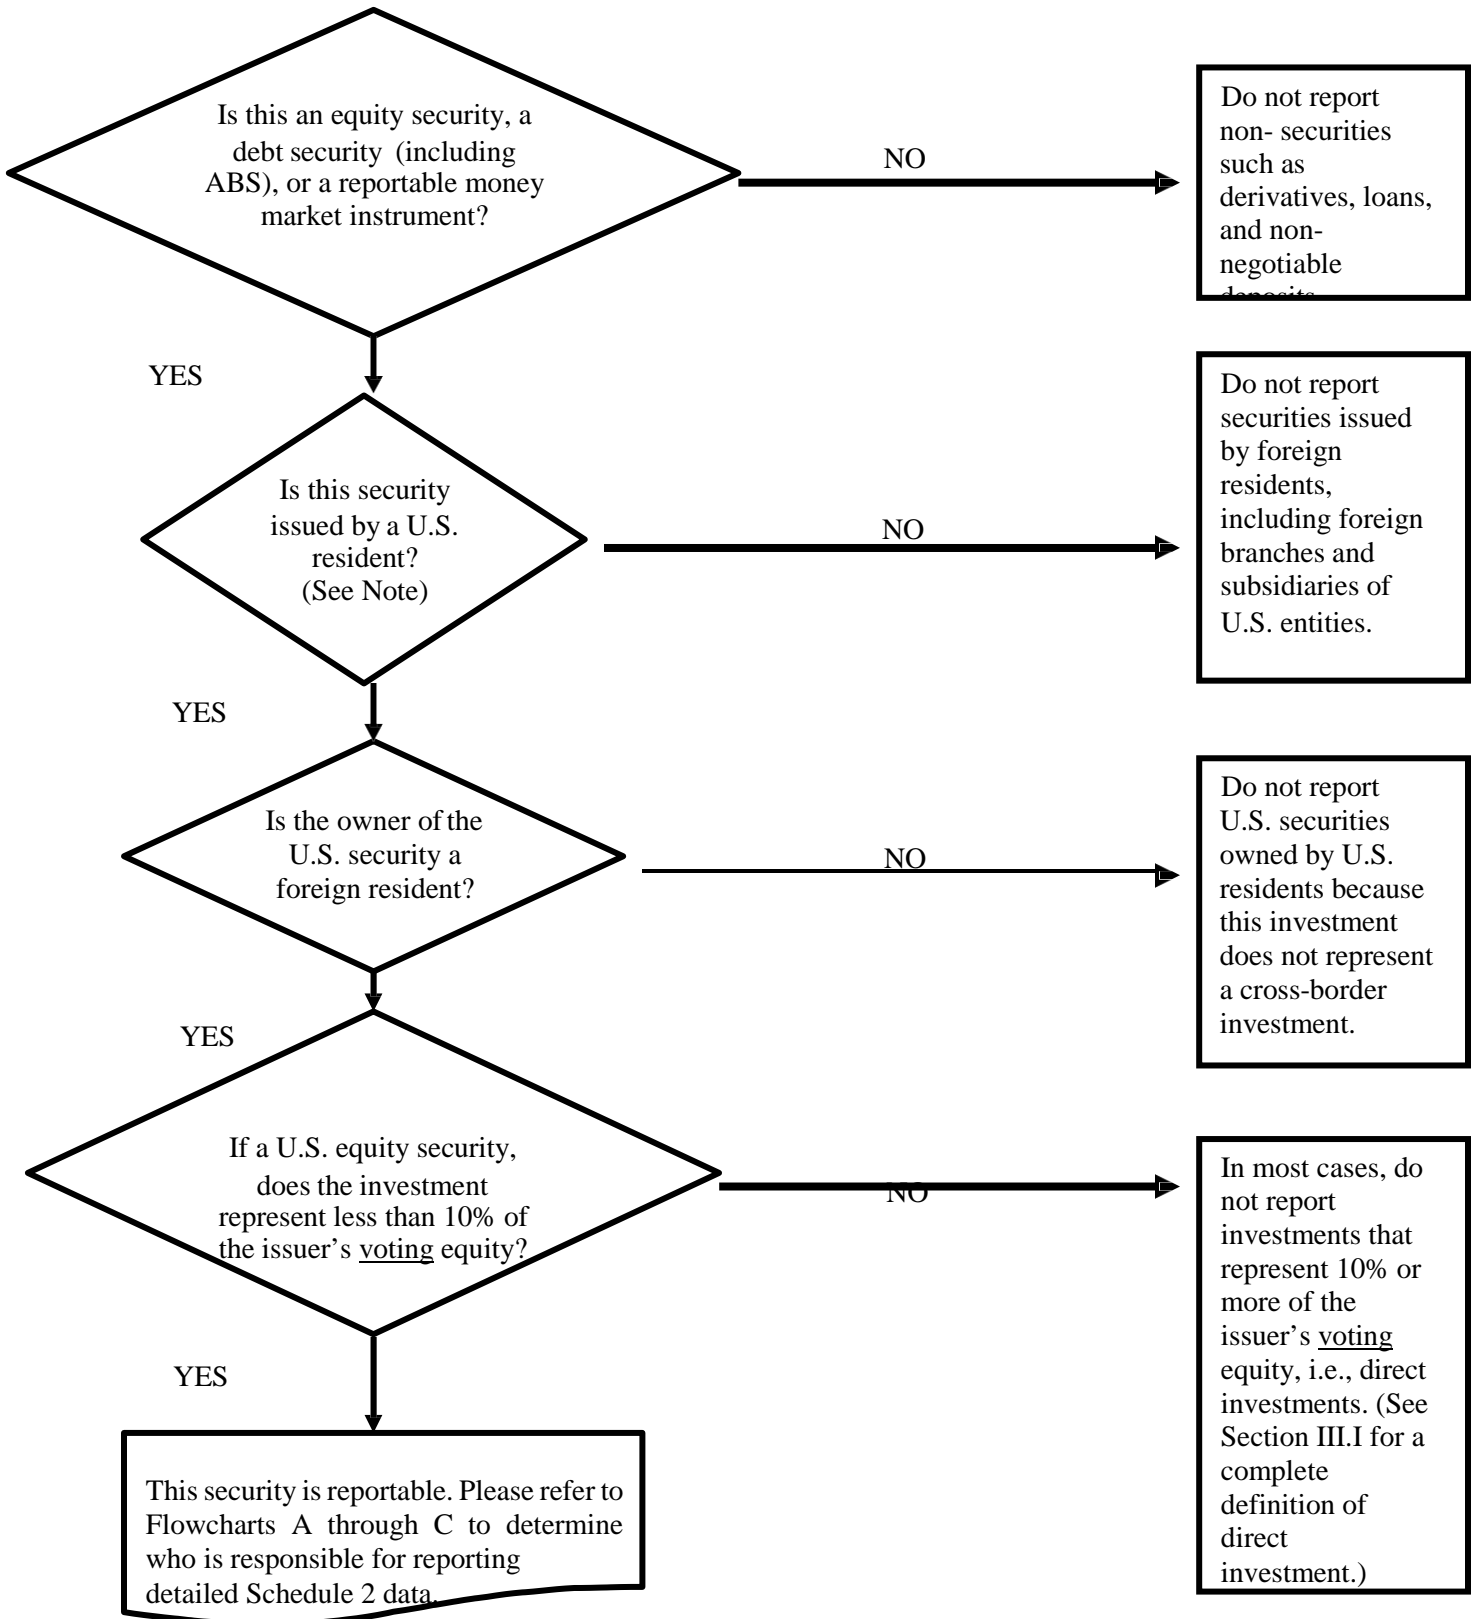 Is this an equity security, a
debt security (including
ABS), or a reportable money
market instrument?
NO
Do not report
non- securities
such as
derivatives, loans,
and non-
negotiable
deposits
YES
Is this security
issued by a U.S.
resident?
(See Note)
NO
Do not report
securities issued
by foreign
residents,
including foreign
branches and
subsidiaries of
U.S. entities.
YES
Is the owner of the
U.S. security a
foreign resident?
NO
Do not report
U.S. securities
owned by U.S.
residents because
this investment
does not represent
a cross-border
investment.
YES
If a U.S. equity security,
does the investment
represent less than 10% of
the issuer's voting equity?
NO
In most cases, do
not report
investments that
represent 10% or
more of the
issuer's voting
equity, i.e., direct
investments. (See
Section III.I for a
complete
definition of
direct
investment.)
YES
This security is reportable. Please refer to
Flowcharts A through C to determine
who is responsible for reporting
detailed Schedule 2 data.